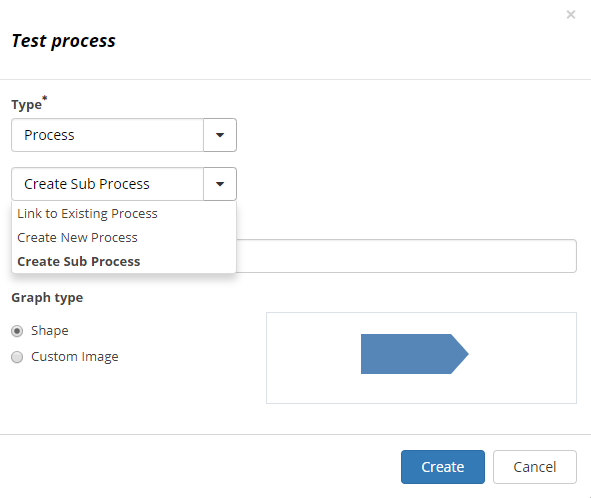 ×
Test process
Type*
Process
Create Sub Process
Link to Existing Process
Create New Process
Create Sub Process
Graph type
Shape
Custom Image
Create Cancel